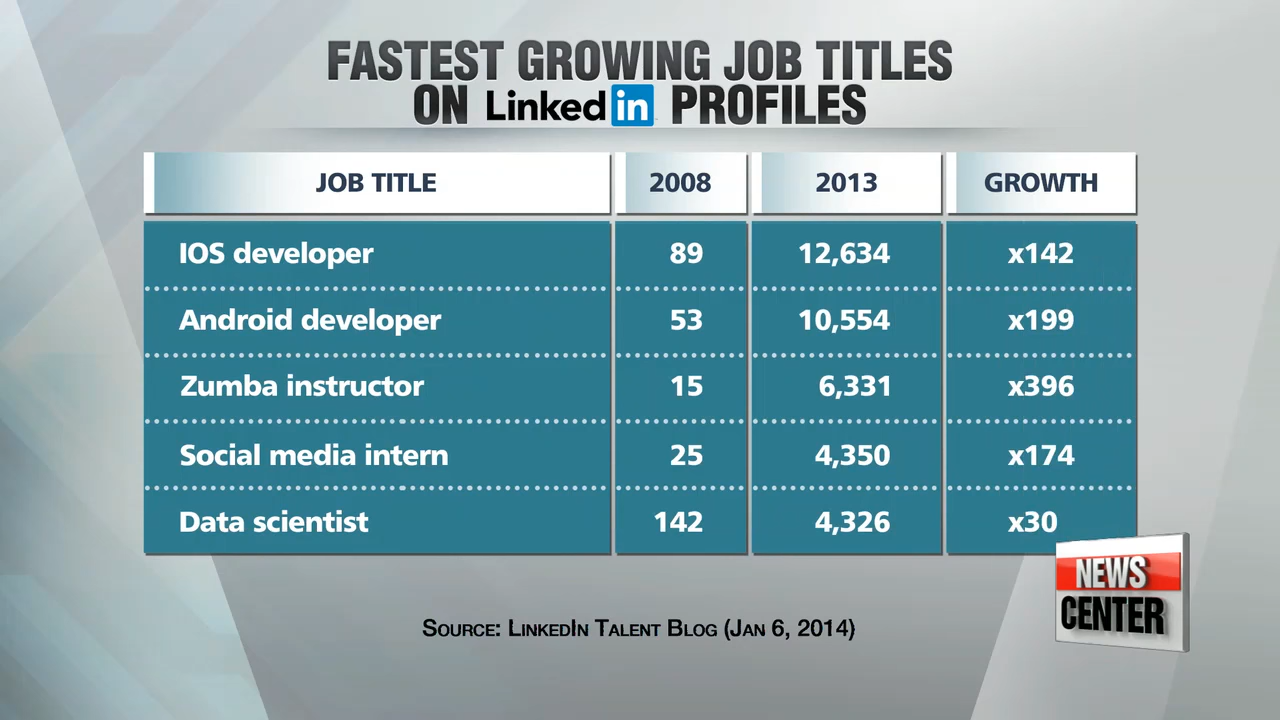 FASTEST GROWING JOB TITLES
ON Linkedin PROFILES
JOB TITLE 2008 2013 GROWTH
IOS developer 89 12,634 x142
Android developer 53 10,554 x199
Zumba instructor 15 6,331 x396
Social media intern 25 4,350 x174
Data scientist 142 4,326 x30
NEWS
CENTER
SOURCE: LINKEDIN TALENT BLOG (JAN 6, 2014)